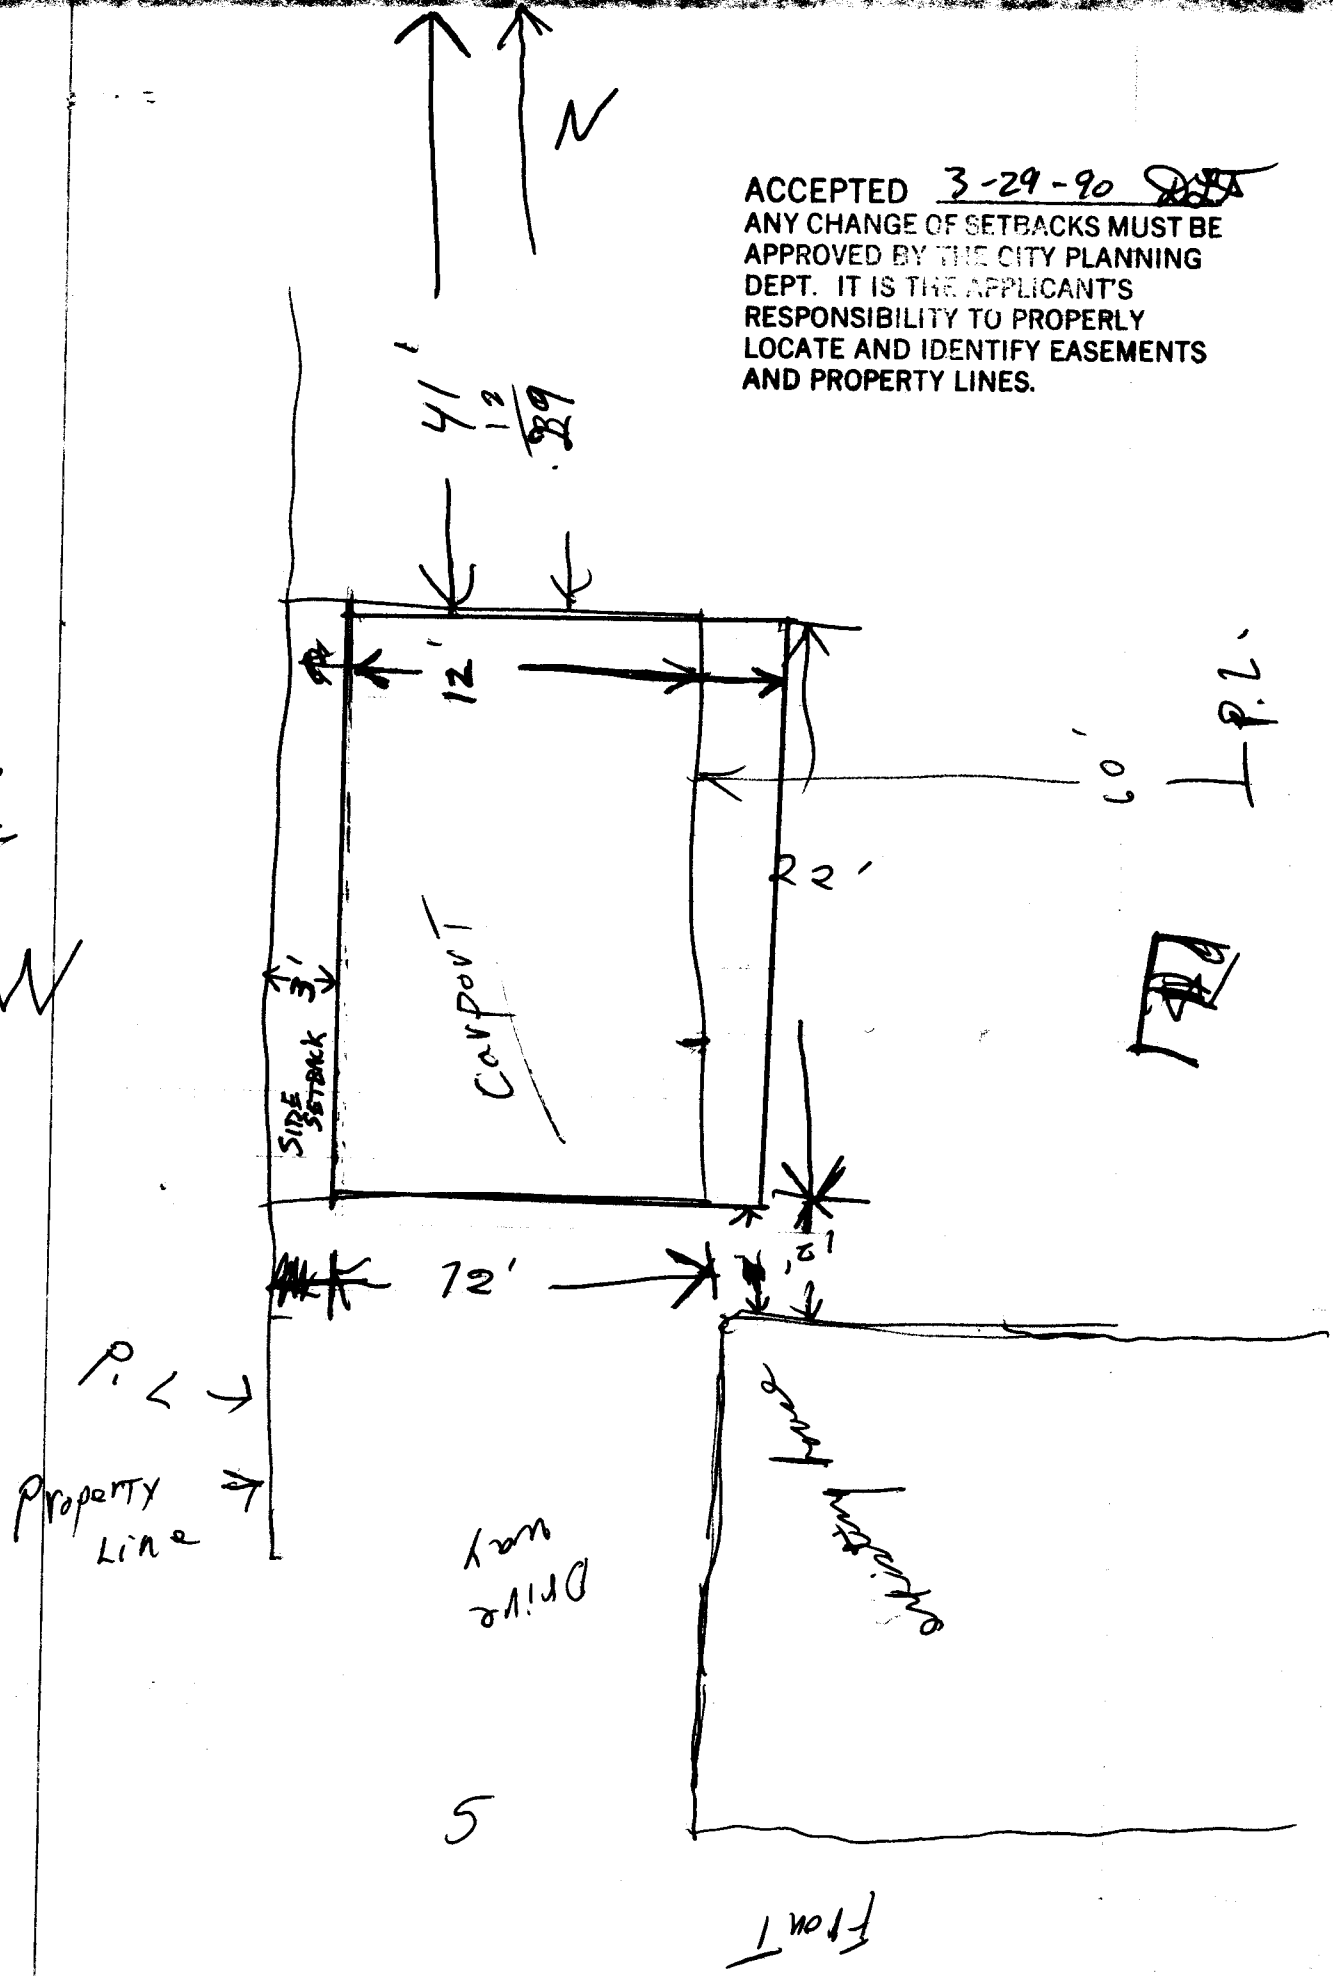 N
ACCEPTED 3-29-90
ANY CHANGE OF SETBACKS MUST BE
APPROVED BY THE CITY PLANNING
DEPT. IT IS THE APPLICANT'S
RESPONSIBILITY TO PROPERLY
LOCATE AND IDENTIFY EASEMENTS
AND PROPERTY LINES.
41'
12
12'
60'
P.L.
22'
3'
SIDE
SETBACK
CarporT
12'
P.L
ProperTy
Line
Drive
way
5
FronT